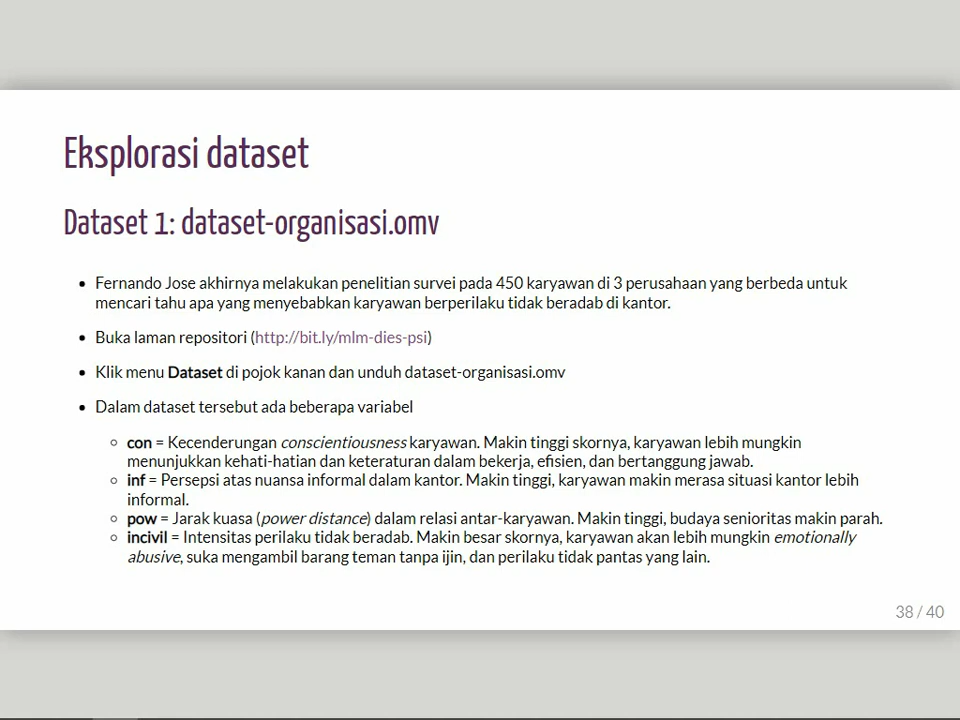 Eksplorasi dataset
Dataset 1: dataset-organisasi.omv
• Fernando Jose akhirnya melakukan penelitian survei pada 450 karyawan di 3 perusahaan yang berbeda untuk
mencari tahu apa yang menyebabkan karyawan berperilaku tidak beradab di kantor.
• Buka laman repositori (http://bit.ly/mlm-dies-psi)
• Klik menu Dataset di pojok kanan dan unduh dataset-organisasi.omv
• Dalam dataset tersebut ada beberapa variabel
◦ con = Kecenderungan conscientiousness karyawan. Makin tinggi skornya, karyawan lebih mungkin
menunjukkan kehati-hatian dan keteraturan dalam bekerja, efisien, dan bertanggung jawab.
◦ inf = Persepsi atas nuansa informal dalam kantor. Makin tinggi, karyawan makin merasa situasi kantor lebih
informal.
◦ pow = Jarak kuasa (power distance) dalam relasi antar-karyawan. Makin tinggi, budaya senioritas makin parah.
◦ incivil = Intensitas perilaku tidak beradab. Makin besar skornya, karyawan akan lebih mungkin emotionally
abusive, suka mengambil barang teman tanpa ijin, dan perilaku tidak pantas yang lain.
38 / 40